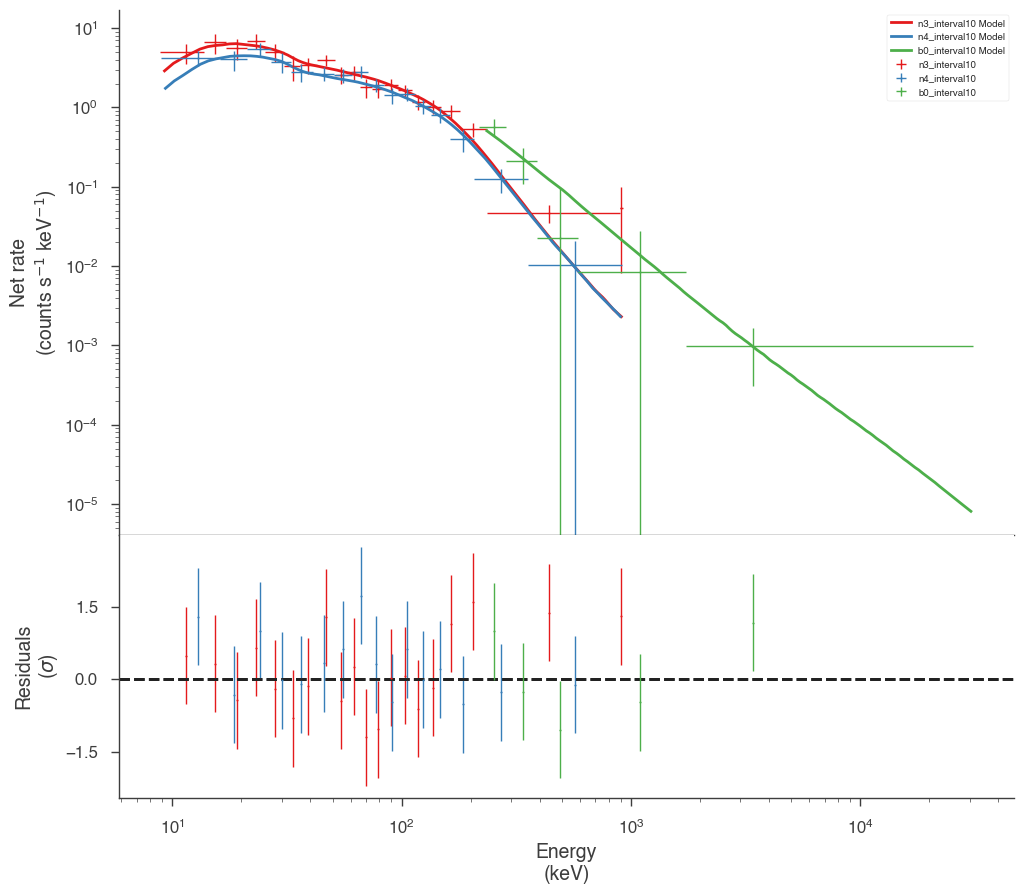 n3_interval10 Model
n4_interval10 Model
b0_interval10 Model
n3_interval10
n4_interval10
b0_interval10
10¹
10⁰
10⁻¹
10⁻²
10⁻³
10⁻⁴
10⁻⁵
Net rate
(counts s⁻¹ keV⁻¹)
1.5
0.0
−1.5
Residuals
(σ)
10¹ 10² 10³ 10⁴
Energy
(keV)